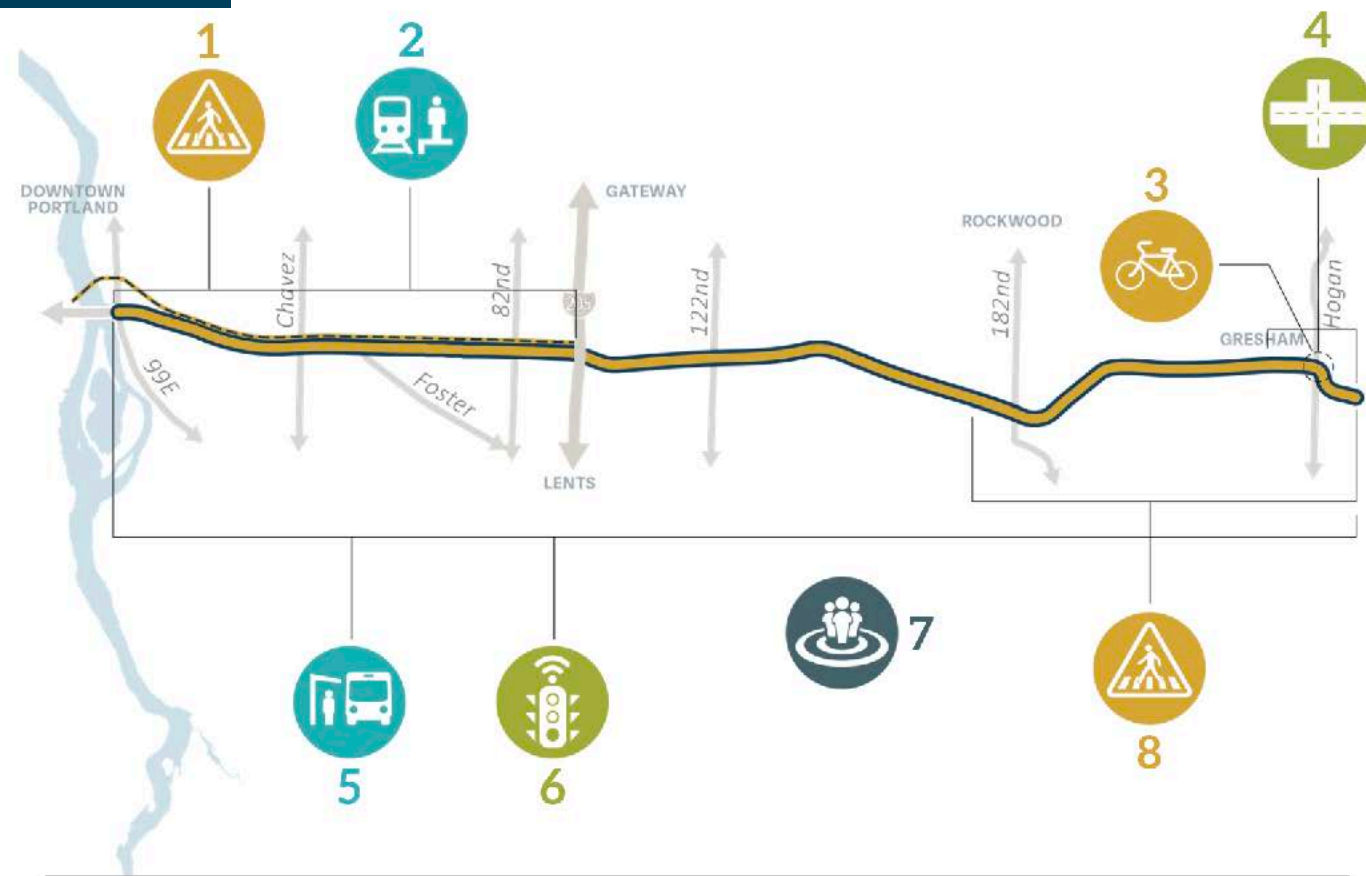 1
2
4
3
DOWNTOWN
PORTLAND
GATEWAY
ROCKWOOD
Chavez
82nd
122nd
182nd
Hogan
GRESHAM
99E
Foster
LENTS
7
5
6
8